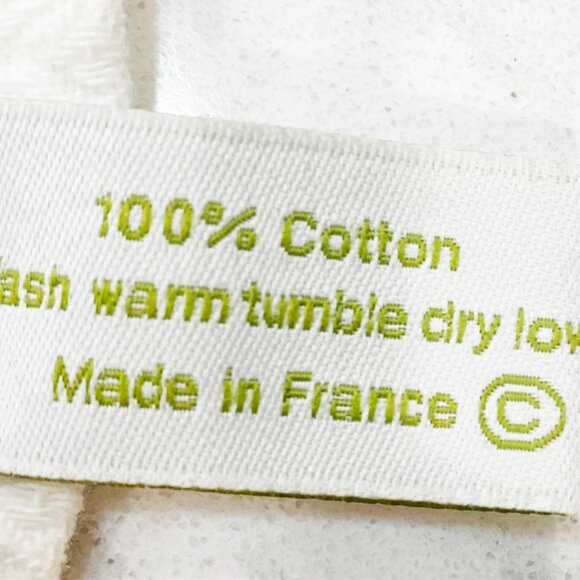 100% Cotton
ash warm tumble dry low
Made in France ©